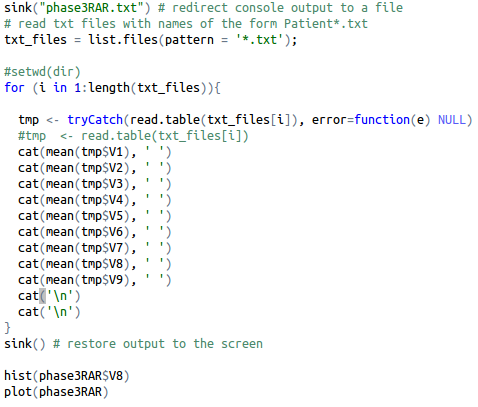 sink("phase3RAR.txt") # redirect console output to a file
# read txt files with names of the form Patient*.txt
txt_files = list.files(pattern = '*.txt');
#setwd(dir)
for (i in 1:length(txt_files)){
tmp <- tryCatch(read.table(txt_files[i]), error=function(e) NULL)
#tmp  <- read.table(txt_files[i])
cat(mean(tmp$V1), ' ')
cat(mean(tmp$V2), ' ')
cat(mean(tmp$V3), ' ')
cat(mean(tmp$V4), ' ')
cat(mean(tmp$V5), ' ')
cat(mean(tmp$V6), ' ')
cat(mean(tmp$V7), ' ')
cat(mean(tmp$V8), ' ')
cat(mean(tmp$V9), ' ')
cat('\n')
cat('\n')
}
sink() # restore output to the screen
hist(phase3RAR$V8)
plot(phase3RAR)